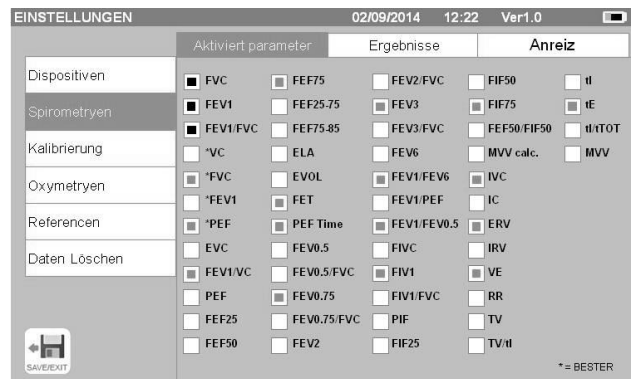 EINSTELLUNGEN 02/09/2014 12:22 Ver1.0
Aktiviert parameter Ergebnisse Anreiz
Dispositiven
Spirometryen
Kalibrierung
Oxymetryen
Referencen
Daten Löschen
SAVE/EXIT
FVC FEF75 FEV2/FVC FIF50 tI
FEV1 FEF25-75 FEV3 FIF75 tE
FEV1/FVC FEF75-85 FEV3/FVC FEF50/FIF50 tI/tTOT
*VC ELA FEV6 MVV calc. MVV
*FVC EVOL FEV1/FEV6 IVC
*FEV1 FET FEV1/PEF IC
*PEF PEF Time FEV1/FEV0.5 ERV
EVC FEV0.5 FIVC IRV
FEV1/VC FEV0.5/FVC FIV1 VE
PEF FEV0.75 FIV1/FVC RR
FEF25 FEV0.75/FVC PIF TV
FEF50 FEV2 FIF25 TV/tI
*= BESTER